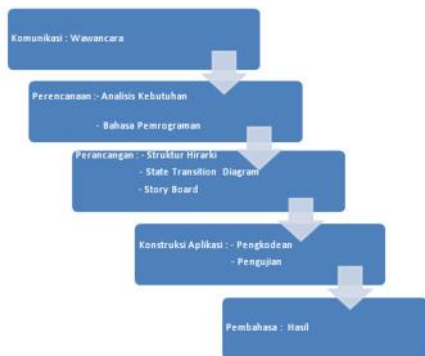 Komunikasi : Wawancara
Perencanaan :- Analisis Kebutuhan
- Bahasa Pemrograman
Perancangan : - Struktur Hirarki
- State Transition Diagram
- Story Board
Konstruksi Aplikasi : - Pengkodean
- Pengujian
Pembahasa : Hasil